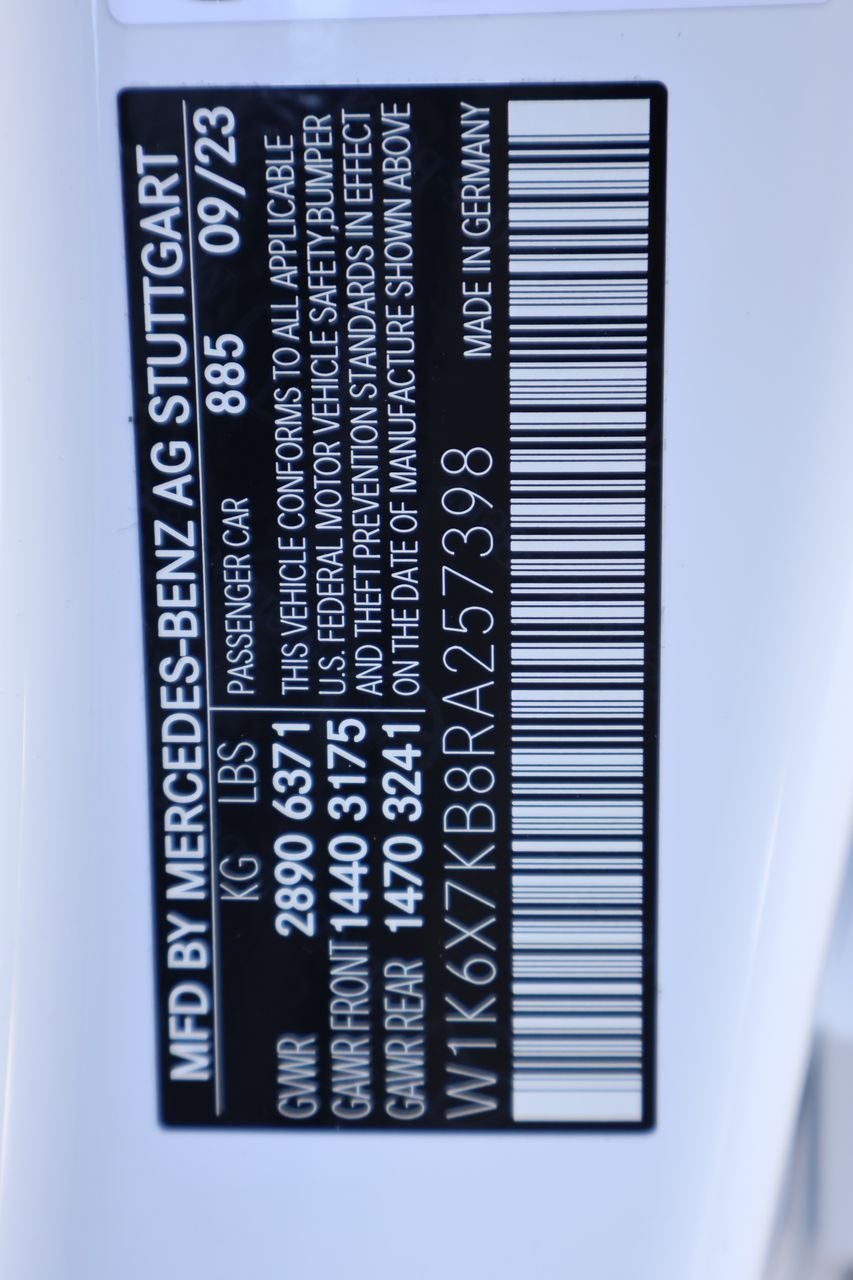 MFD BY MERCEDES-BENZ AG STUTTGART
KG LBS
GVWR 2890 6371
GAWR FRONT 1440 3175
GAWR REAR 1470 3241
PASSENGER CAR 885 09/23
THIS VEHICLE CONFORMS TO ALL APPLICABLE
U.S. FEDERAL MOTOR VEHICLE SAFETY,BUMPER
AND THEFT PREVENTION STANDARDS IN EFFECT
ON THE DATE OF MANUFACTURE SHOWN ABOVE
W1K6X7KB8RA257398 MADE IN GERMANY